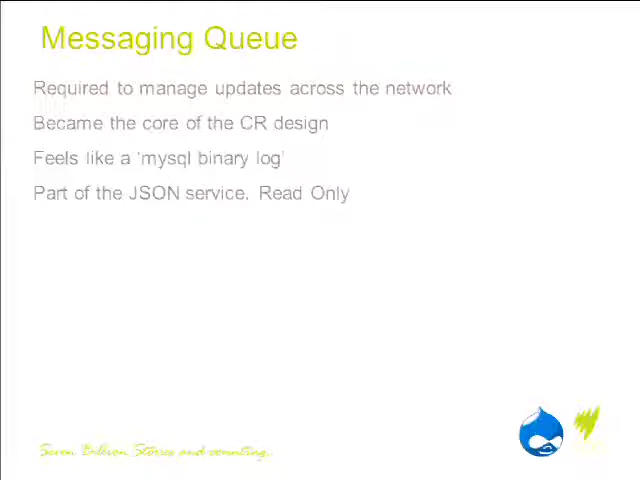 Messaging Queue
Required to manage updates across the network
Became the core of the CR design
Feels like a 'mysql binary log'
Part of the JSON service. Read Only
Seven Billion Stories and counting...